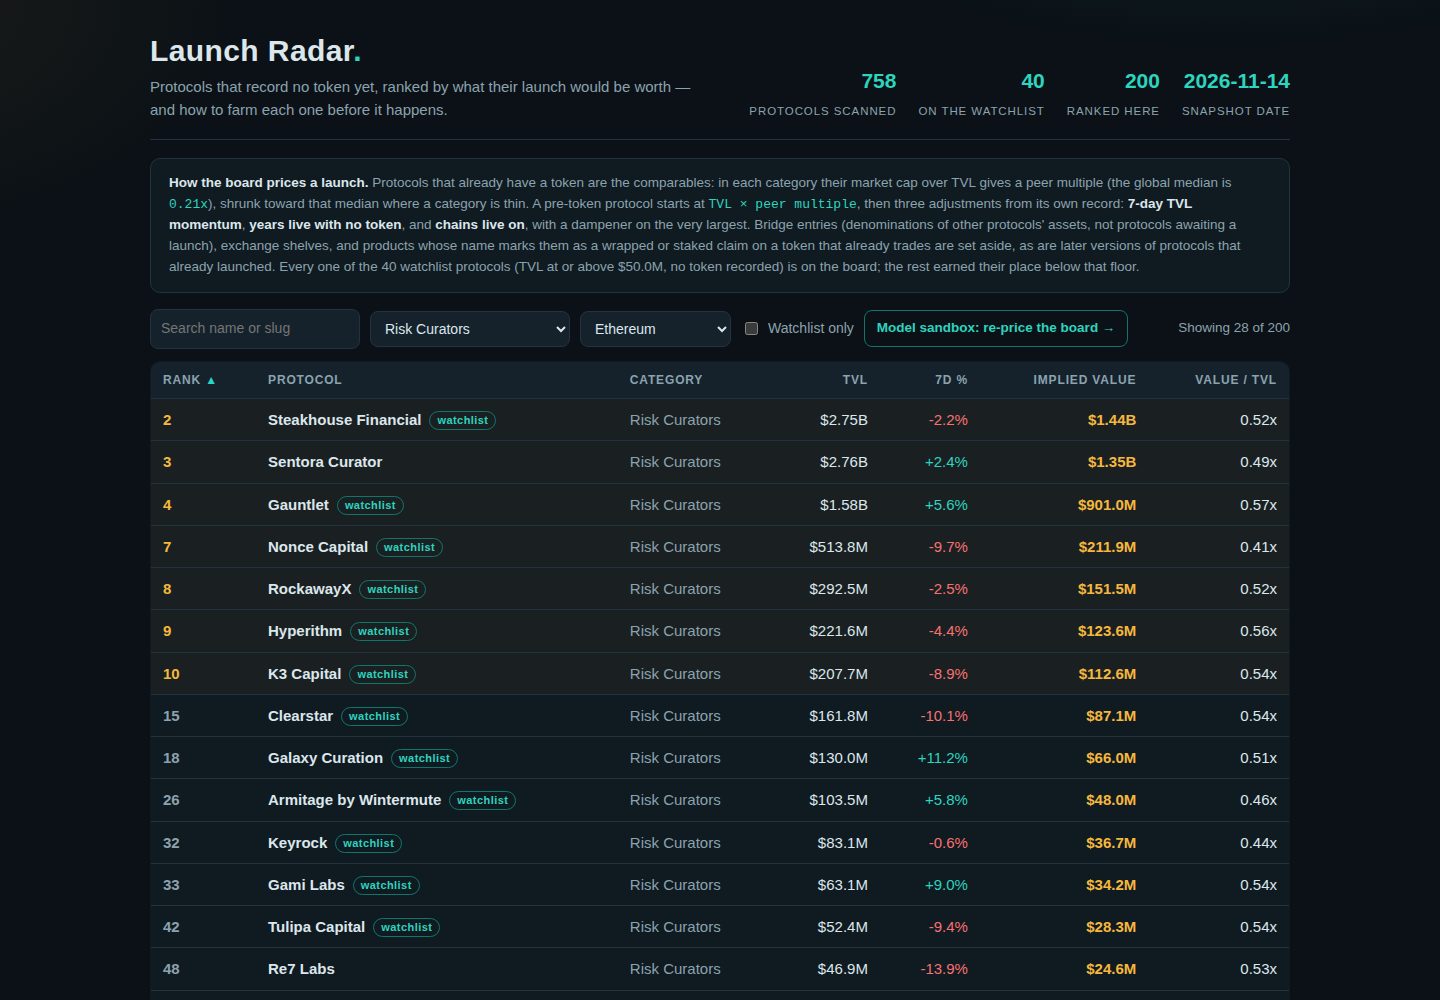 Launch Radar.
Protocols that record no token yet, ranked by what their launch would be worth —
and how to farm each one before it happens.
758 40 200 2026-11-14
PROTOCOLS SCANNED ON THE WATCHLIST RANKED HERE SNAPSHOT DATE
How the board prices a launch. Protocols that already have a token are the comparables: in each category their market cap over TVL gives a peer multiple (the global median is
0.21x), shrunk toward that median where a category is thin. A pre-token protocol starts at TVL × peer multiple, then three adjustments from its own record: 7-day TVL
momentum, years live with no token, and chains live on, with a dampener on the very largest. Bridge entries (denominations of other protocols' assets, not protocols awaiting a
launch), exchange shelves, and products whose name marks them as a wrapped or staked claim on a token that already trades are set aside, as are later versions of protocols that
already launched. Every one of the 40 watchlist protocols (TVL at or above $50.0M, no token recorded) is on the board; the rest earned their place below that floor.
Search name or slug Risk Curators Ethereum Watchlist only Model sandbox: re-price the board → Showing 28 of 200
RANK ▲ PROTOCOL CATEGORY TVL 7D % IMPLIED VALUE VALUE / TVL
2 Steakhouse Financial watchlist Risk Curators $2.75B -2.2% $1.44B 0.52x
3 Sentora Curator Risk Curators $2.76B +2.4% $1.35B 0.49x
4 Gauntlet watchlist Risk Curators $1.58B +5.6% $901.0M 0.57x
7 Nonce Capital watchlist Risk Curators $513.8M -9.7% $211.9M 0.41x
8 RockawayX watchlist Risk Curators $292.5M -2.5% $151.5M 0.52x
9 Hyperithm watchlist Risk Curators $221.6M -4.4% $123.6M 0.56x
10 K3 Capital watchlist Risk Curators $207.7M -8.9% $112.6M 0.54x
15 Clearstar watchlist Risk Curators $161.8M -10.1% $87.1M 0.54x
18 Galaxy Curation watchlist Risk Curators $130.0M +11.2% $66.0M 0.51x
26 Armitage by Wintermute watchlist Risk Curators $103.5M +5.8% $48.0M 0.46x
32 Keyrock watchlist Risk Curators $83.1M -0.6% $36.7M 0.44x
33 Gami Labs watchlist Risk Curators $63.1M +9.0% $34.2M 0.54x
42 Tulipa Capital watchlist Risk Curators $52.4M -9.4% $28.3M 0.54x
48 Re7 Labs Risk Curators $46.9M -13.9% $24.6M 0.53x